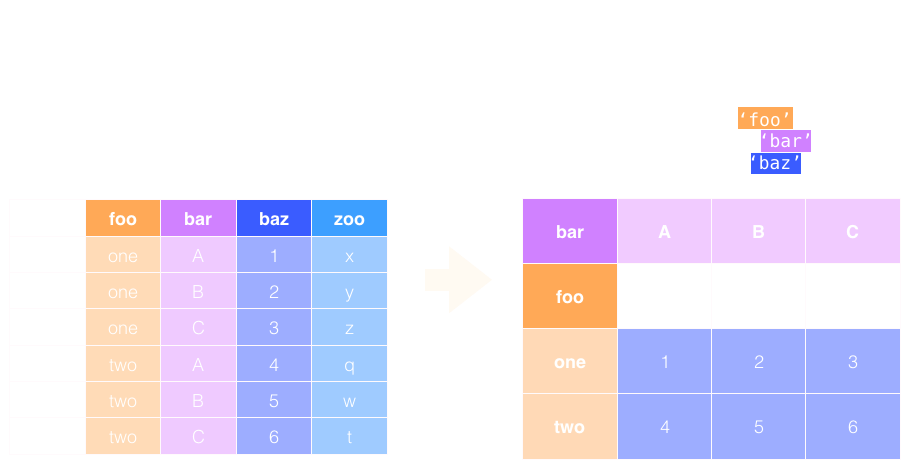 ‘foo’
‘bar’
‘baz’
foo bar baz zoo
one A 1 x
one B 2 y
one C 3 z
two A 4 q
two B 5 w
two C 6 t
bar A B C
foo
one 1 2 3
two 4 5 6